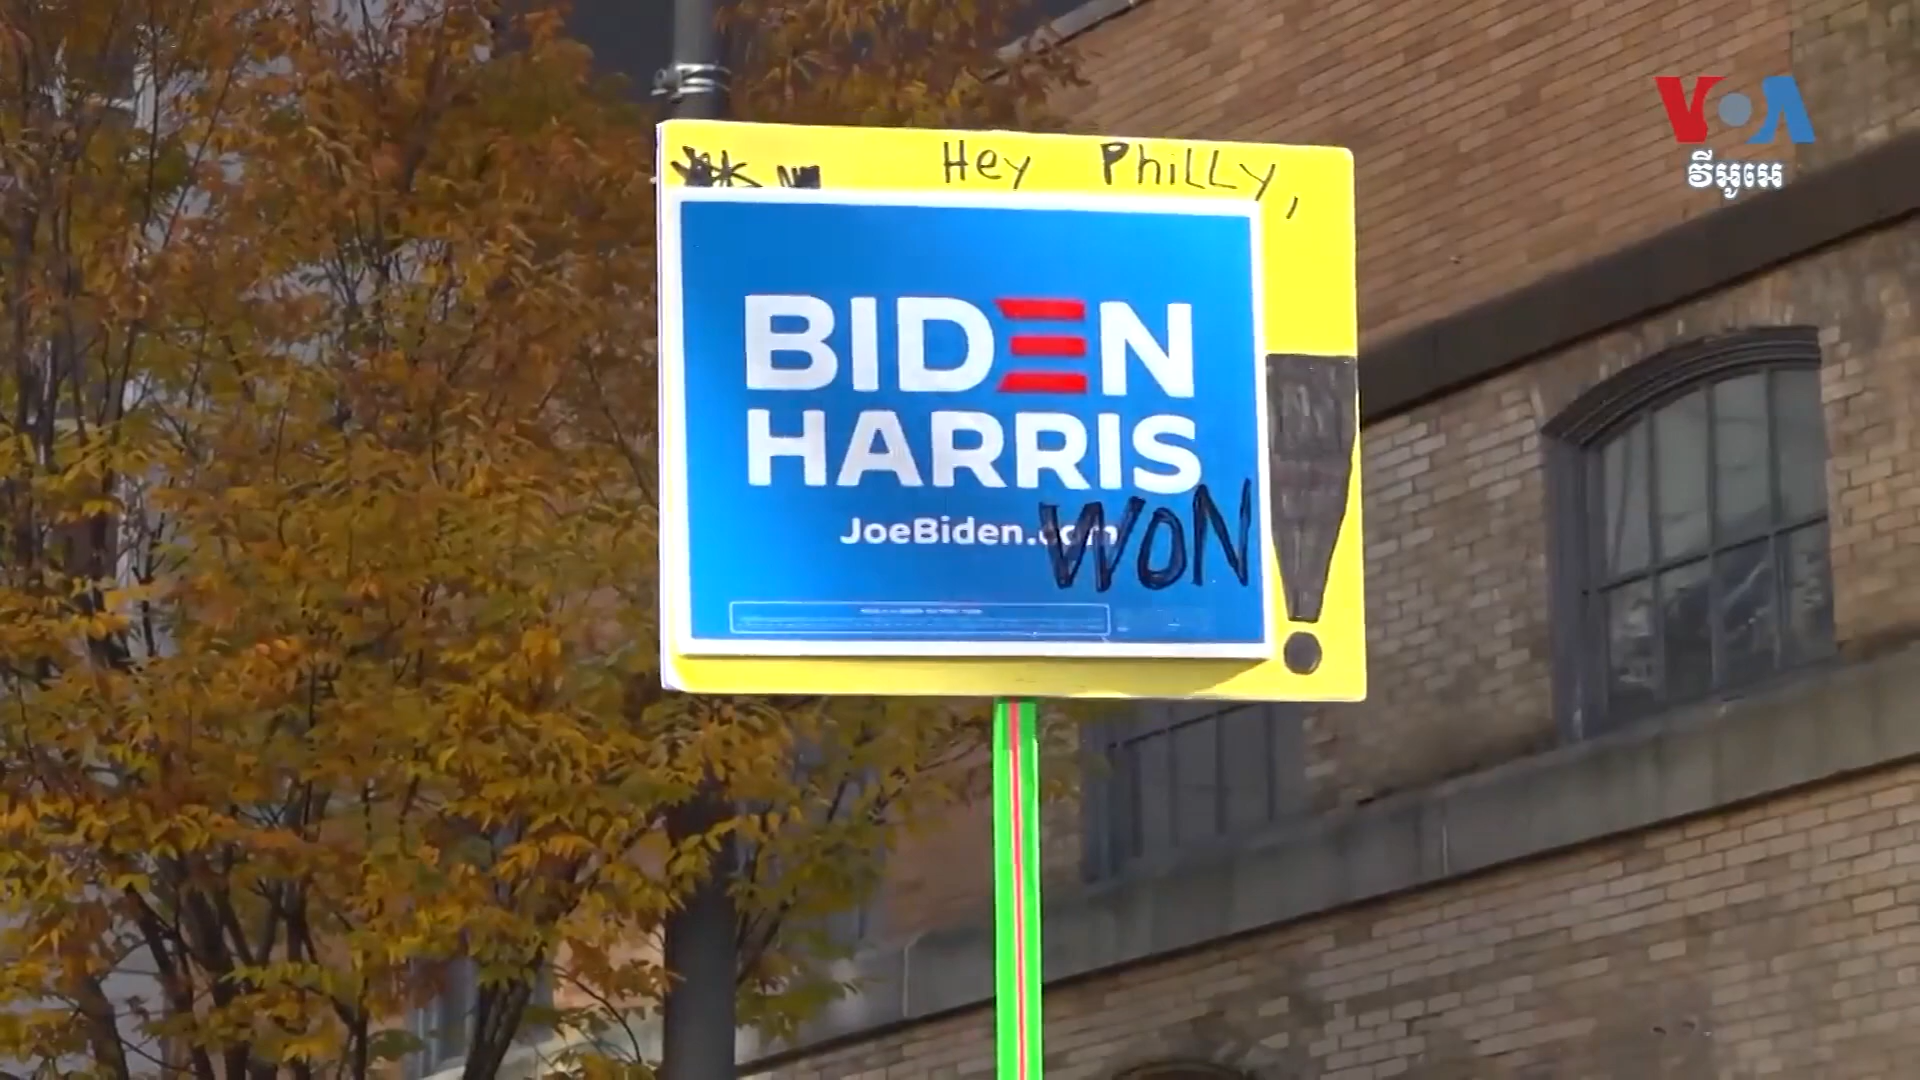 VOA
វីអូអេ
Hey PhiLLy,
BIDEN
HARRIS
JoeBiden.com
WON!